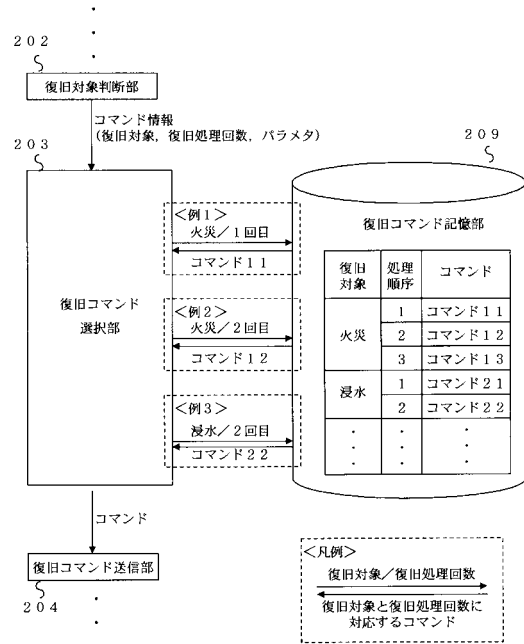 ２０２
復旧対象判断部
コマンド情報
（復旧対象，復旧処理回数，パラメタ）
２０３
２０９
＜例１＞
火災／１回目
コマンド１１
復旧コマンド記憶部
復旧コマンド
選択部
＜例２＞
火災／２回目
コマンド１２
＜例３＞
浸水／２回目
コマンド２２
復旧
対象
処理
順序
コマンド
火災
１
コマンド１１
２
コマンド１２
３
コマンド１３
浸水
１
コマンド２１
２
コマンド２２
コマンド
復旧コマンド送信部
２０４
＜凡例＞
復旧対象／復旧処理回数
復旧対象と復旧処理回数に
対応するコマンド